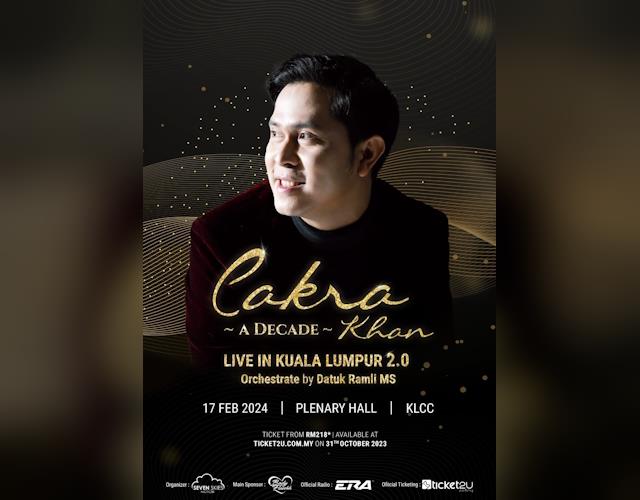 Cakra
~ A DECADE ~ Khan
LIVE IN KUALA LUMPUR 2.0
Orchestrate by Datuk Ramli MS
17 FEB 2024 | PLENARY HALL | KLCC
TICKET FROM RM218* | AVAILABLE AT
TICKET2U.COM.MY ON 31ST OCTOBER 2023
Organizer : SEVEN SKIES Main Sponsor : Official Radio : ERA Official Ticketing : ticket2U